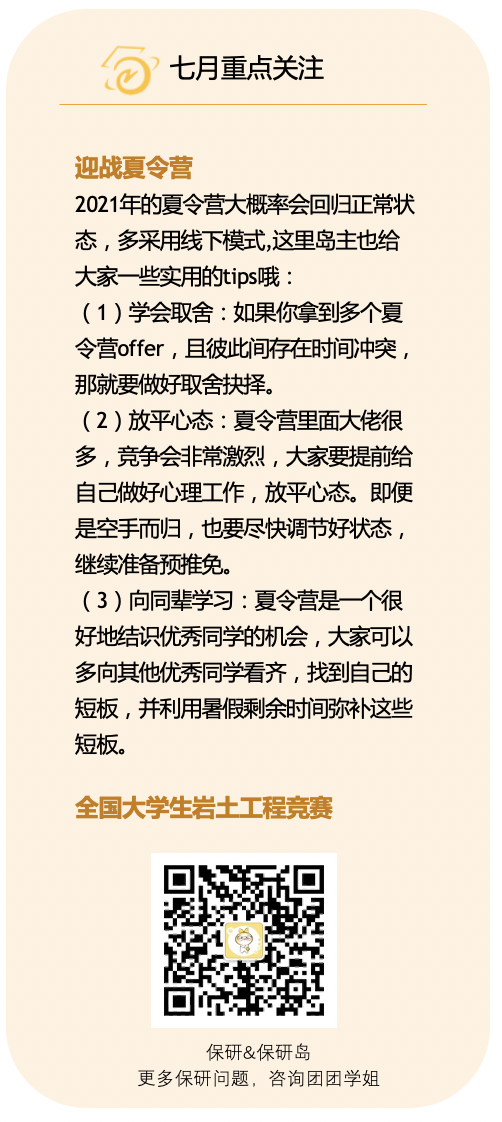 七月重点关注
迎战夏令营
2021年的夏令营大概率会回归正常状
态，多采用线下模式,这里岛主也给
大家一些实用的tips哦：
（1）学会取舍：如果你拿到多个夏
令营offer，且彼此间存在时间冲突，
那就要做好取舍抉择。
（2）放平心态：夏令营里面大佬很
多，竞争会非常激烈，大家要提前给
自己做好心理工作，放平心态。即便
是空手而归，也要尽快调节好状态，
继续准备预推免。
（3）向同辈学习：夏令营是一个很
好地结识优秀同学的机会，大家可以
多向其他优秀同学看齐，找到自己的
短板，并利用暑假剩余时间弥补这些
短板。
全国大学生岩土工程竞赛
保研&保研岛
更多保研问题，咨询团团学姐